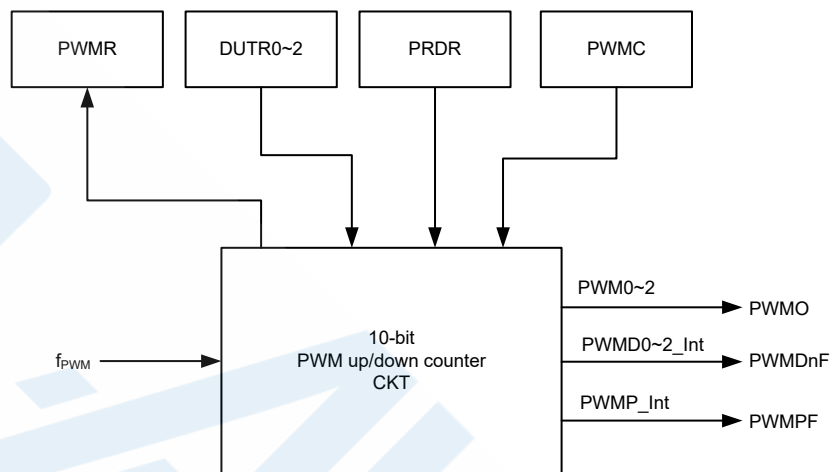 PWMR
DUTR0~2
PRDR
PWMC
PWM0~2
PWMO
10-bit
PWM up/down counter
CKT
fPWM
PWMD0~2_Int
PWMDnF
PWMP_Int
PWMPF